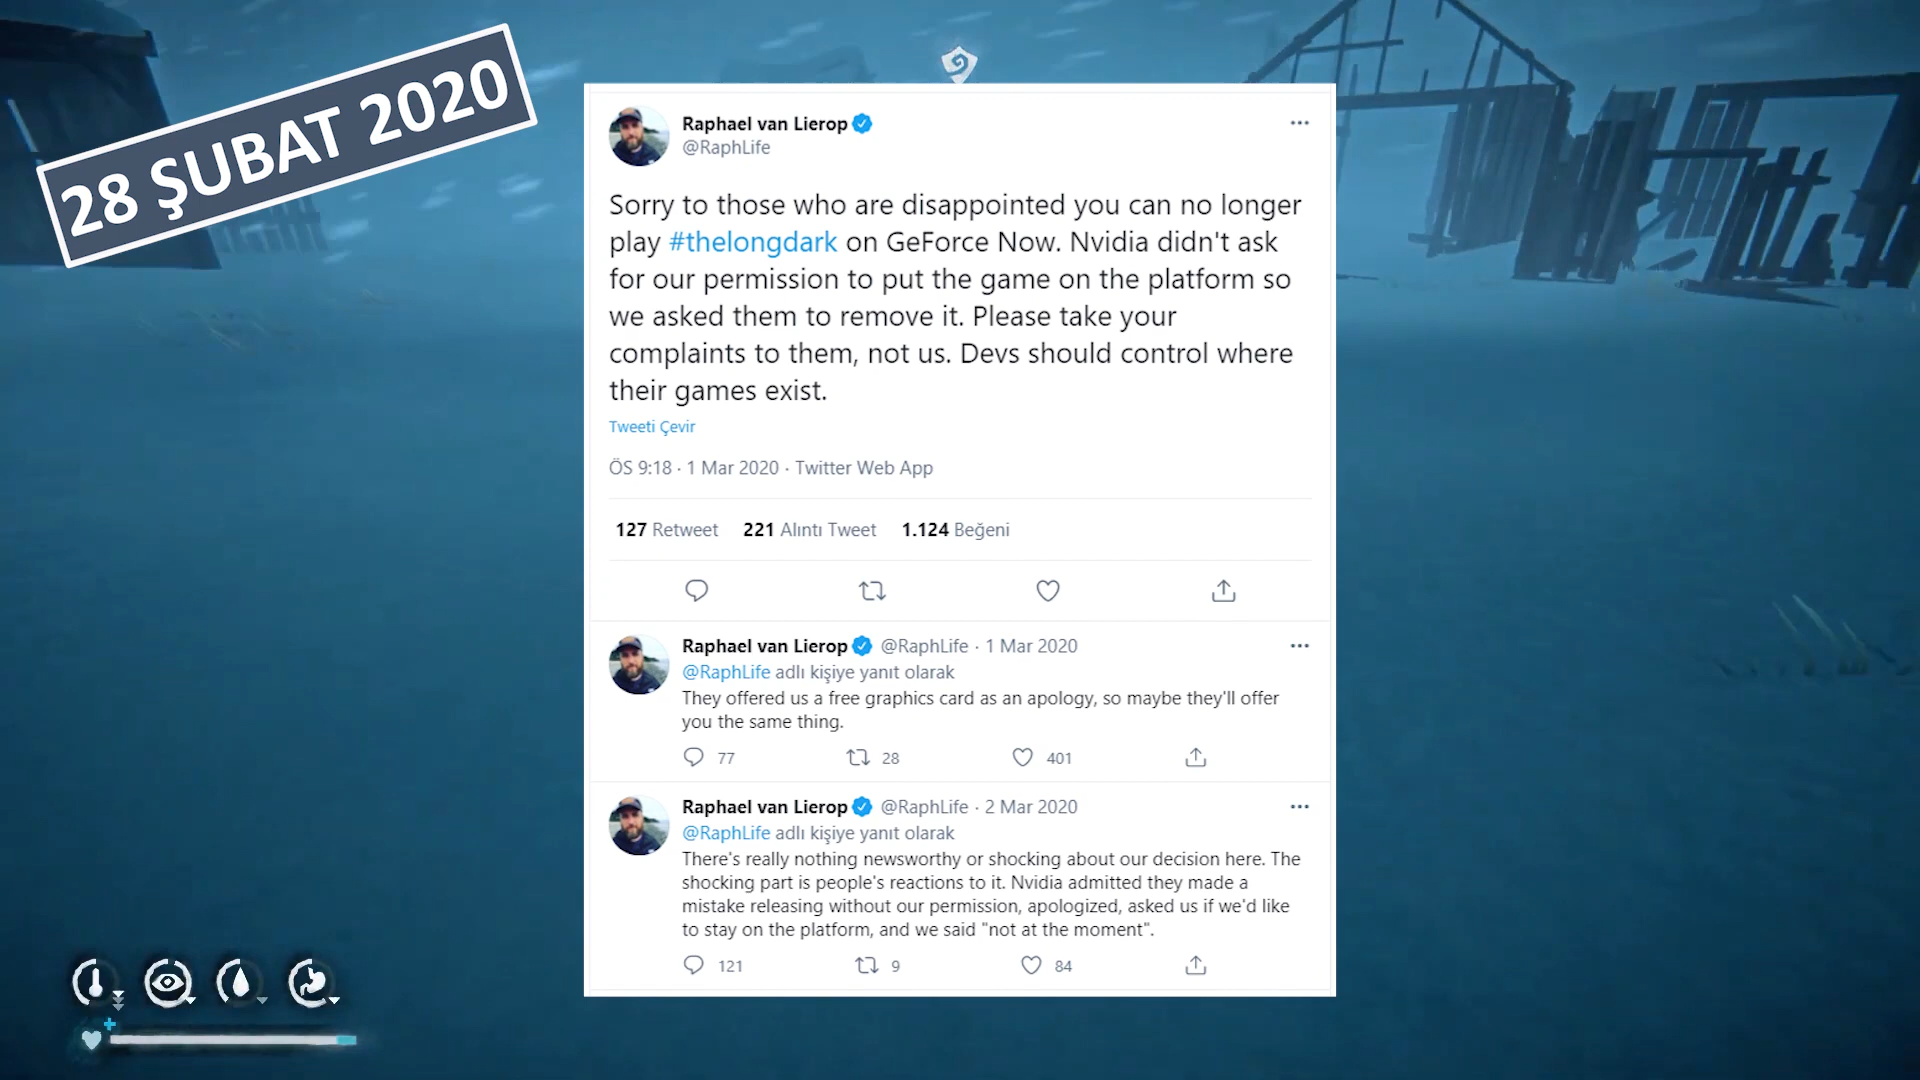 28 ŞUBAT 2020
Raphael van Lierop
@RaphLife
Sorry to those who are disappointed you can no longer
play #thelongdark on GeForce Now. Nvidia didn't ask
for our permission to put the game on the platform so
we asked them to remove it. Please take your
complaints to them, not us. Devs should control where
their games exist.
Tweeti Çevir
ÖS 9:18 · 1 Mar 2020 · Twitter Web App
127 Retweet 221 Alıntı Tweet 1.124 Beğeni
Raphael van Lierop @RaphLife · 1 Mar 2020
@RaphLife adlı kişiye yanıt olarak
They offered us a free graphics card as an apology, so maybe they'll offer
you the same thing.
77 28 401
Raphael van Lierop @RaphLife · 2 Mar 2020
@RaphLife adlı kişiye yanıt olarak
There's really nothing newsworthy or shocking about our decision here. The
shocking part is people's reactions to it. Nvidia admitted they made a
mistake releasing without our permission, apologized, asked us if we'd like
to stay on the platform, and we said "not at the moment".
121 9 84